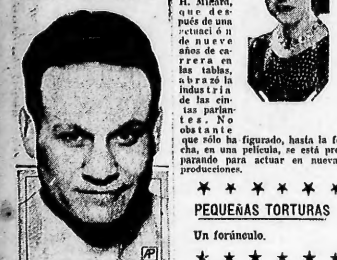 H. Millard,
que des-
pués de una
actuació n
de nueve
años de ca-
rrera en
las tablas,
abrazó la
industria
de las cin-
tas parlan-
tes. No
obstante
que sólo ha figurado, hasta la fe
cha, en una película, se está pre
parando para actuar en nueva
producciones.
★ ★ ★ ★ ★ ★
PEQUEÑAS TORTURAS
Un forúnculo.
★ ★ ★ ★ ★ ★
AP